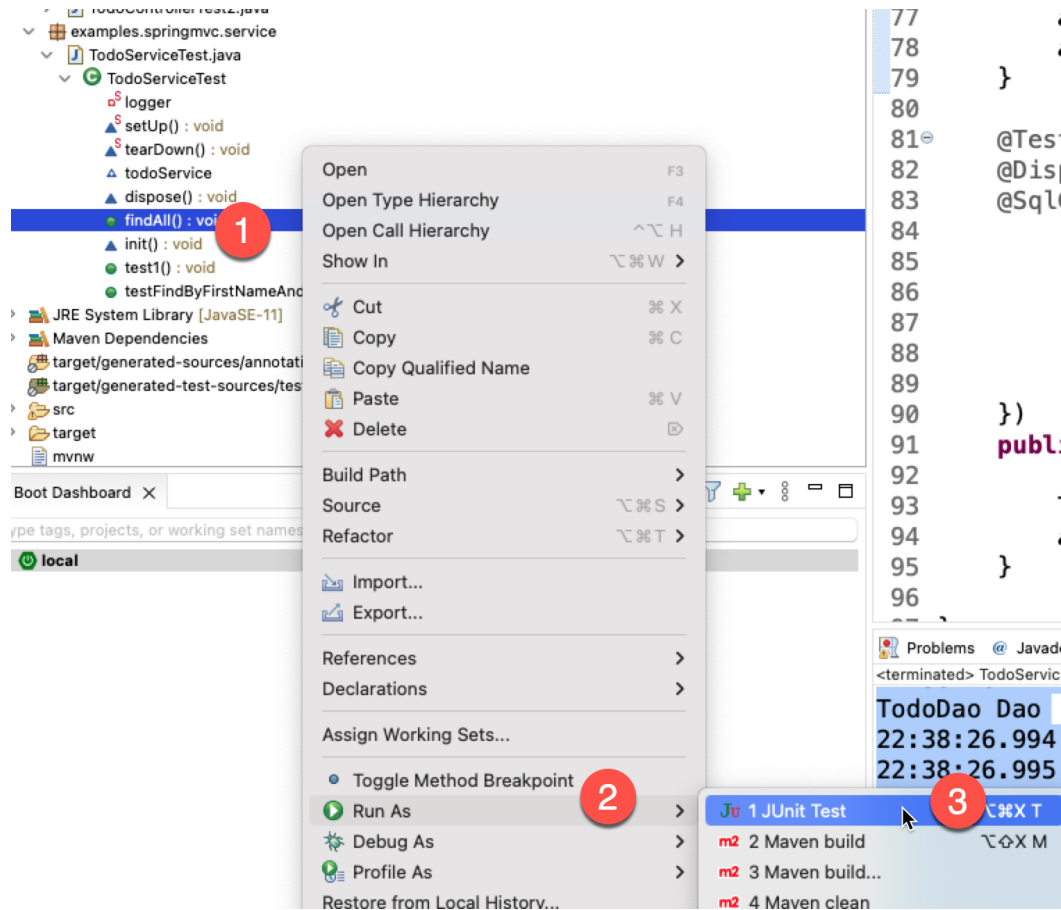 TodoControllerTest2.java
examples.springmvc.service
TodoServiceTest.java
TodoServiceTest
logger
setUp() : void
tearDown() : void
todoService
dispose() : void
findAll() : voi
1
init() : void
test1() : void
testFindByFirstNameAnd
JRE System Library [JavaSE-11]
Maven Dependencies
target/generated-sources/annotati
target/generated-test-sources/tes
src
target
mvnw
Boot Dashboard
ype tags, projects, or working set names
local
Open F3
Open Type Hierarchy F4
Open Call Hierarchy ^⌥ H
Show In ⌥⌘W
Cut ⌘ X
Copy ⌘ C
Copy Qualified Name
Paste ⌘ V
Delete ⌦
Build Path
Source ⌥⌘S
Refactor ⌥⌘T
Import...
Export...
References
Declarations
Assign Working Sets...
Toggle Method Breakpoint
Run As
2
Debug As
Profile As
Restore from Local History...
Ju 1 JUnit Test ⌥⌘X T
3
m2 2 Maven build ⌥⇧X M
m2 3 Maven build...
m2 4 Maven clean
77
78
79 }
80
81 @Tes
82 @Disp
83 @Sql
84
85
86
87
88
89
90 })
91 publi
92
93
94
95 }
96
Problems @ Javado
<terminated> TodoServic
TodoDao Dao
22:38:26.994
22:38:26.995